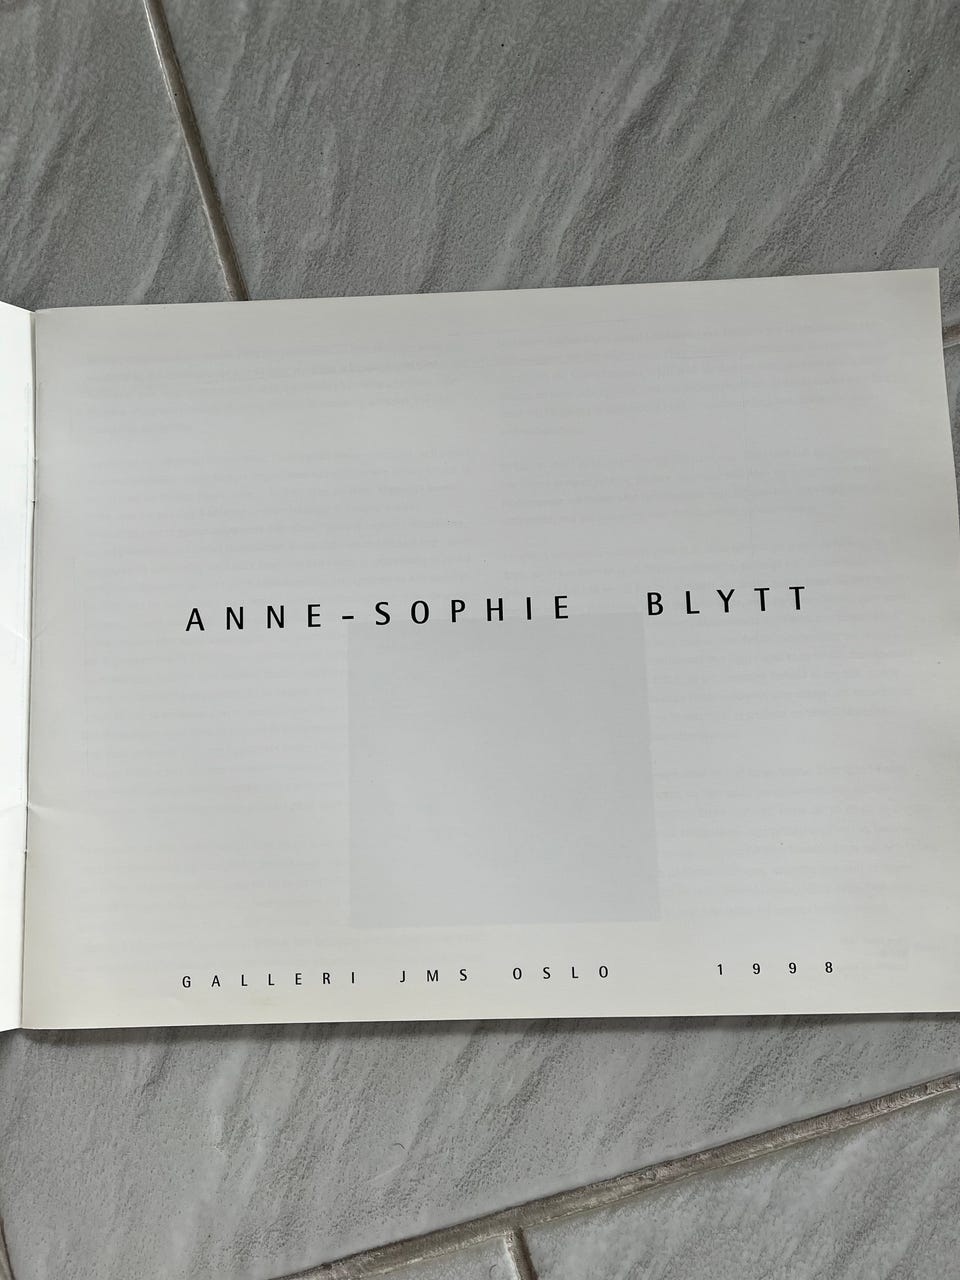 ANNE-SOPHIE BLYTT
GALLERI JMS OSLO 1998